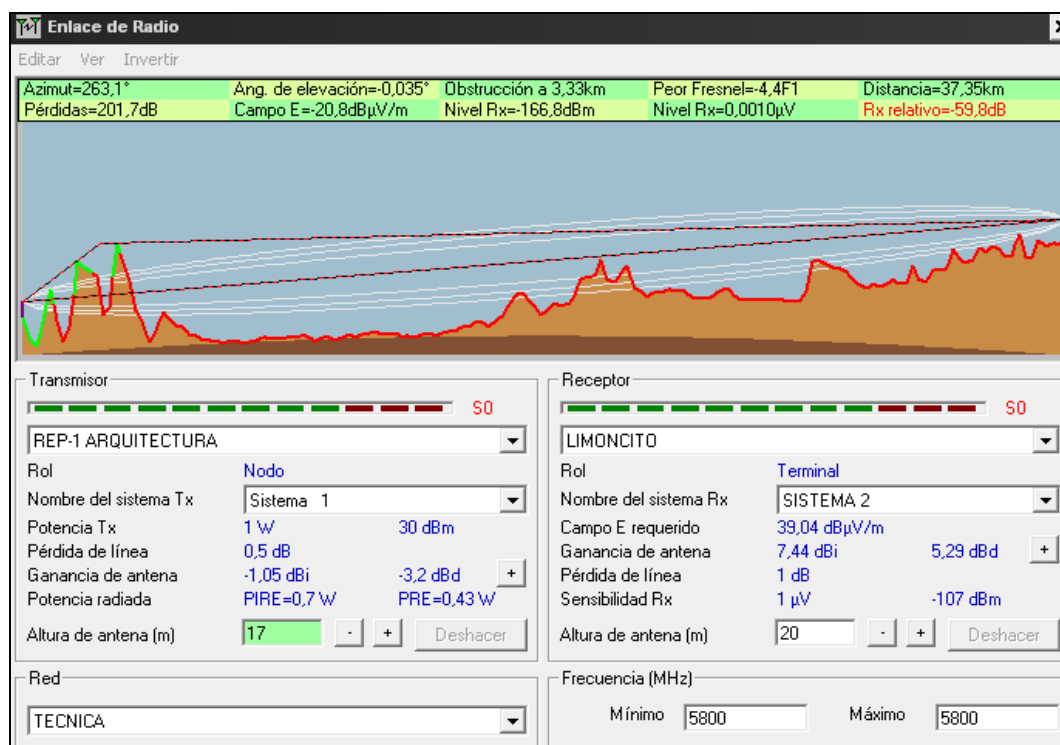 Enlace de Radio
Editar Ver Invertir
Azimut=263,1° Ang. de elevación=-0,035° Obstrucción a 3,33km Peor Fresnel=-4,4F1 Distancia=37,35km
Pérdidas=201,7dB Campo E=-20,8dBµV/m Nivel Rx=-166,8dBm Nivel Rx=0,0010µV Rx relativo=-59,8dB
Transmisor
S0
REP-1 ARQUITECTURA
Rol Nodo
Nombre del sistema Tx Sistema 1
Potencia Tx 1 W 30 dBm
Pérdida de línea 0,5 dB
Ganancia de antena -1,05 dBi -3,2 dBd +
Potencia radiada PIRE=0,7 W PRE=0,43 W
Altura de antena (m) 17 - + Deshacer
Receptor
S0
LIMONCITO
Rol Terminal
Nombre del sistema Rx SISTEMA 2
Campo E requerido 39,04 dBµV/m
Ganancia de antena 7,44 dBi 5,29 dBd +
Pérdida de línea 1 dB
Sensibilidad Rx 1 µV -107 dBm
Altura de antena (m) 20 - + Deshacer
Red
TECNICA
Frecuencia (MHz)
Mínimo 5800 Máximo 5800